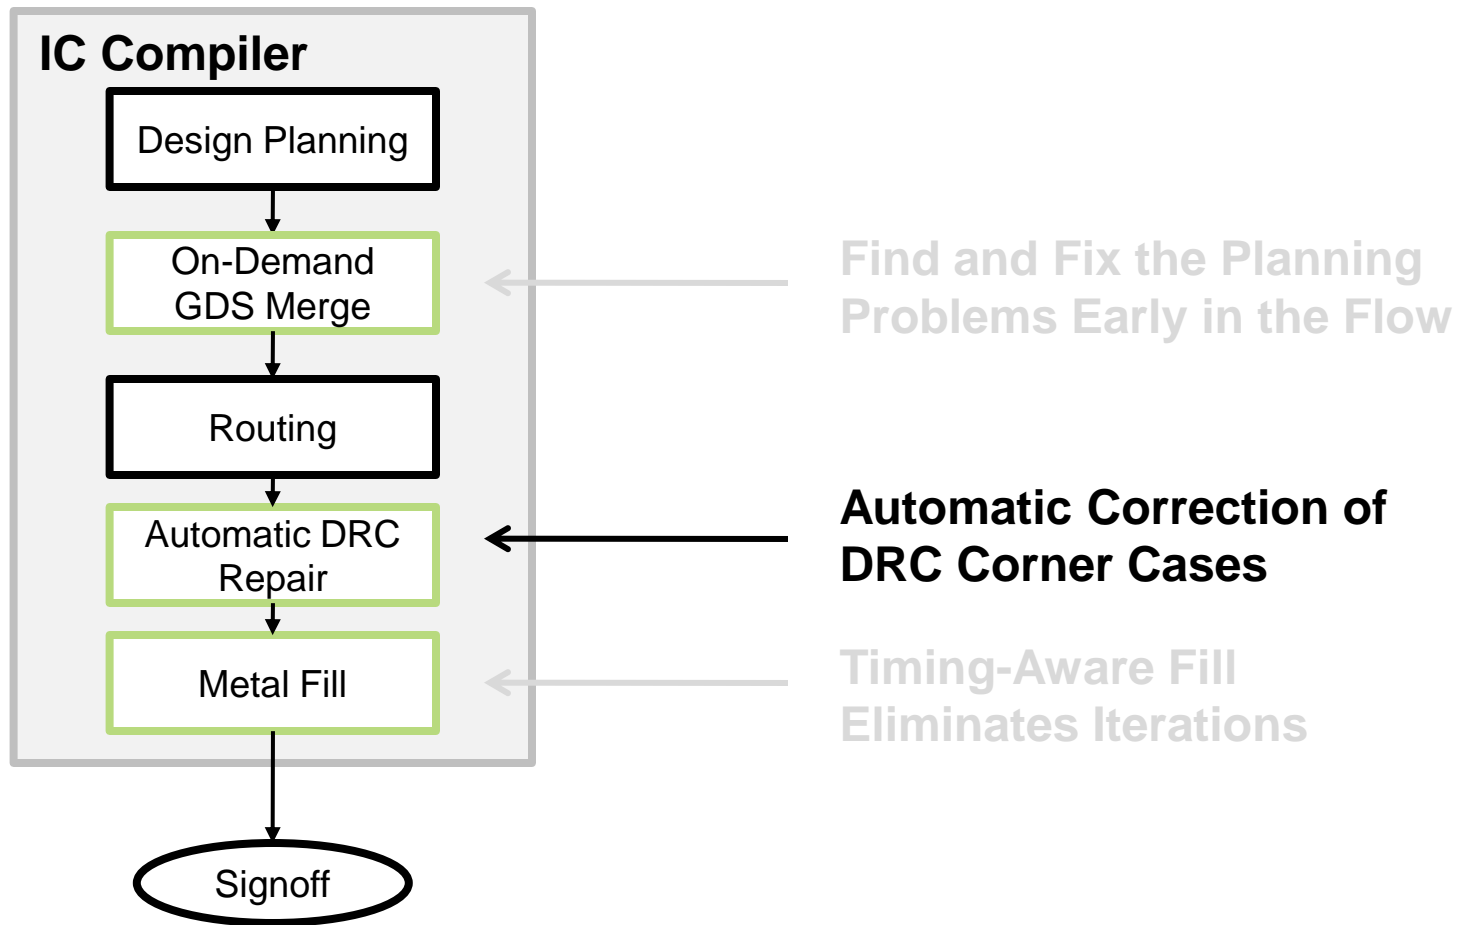 IC Compiler
Design Planning
On-Demand
GDS Merge
Find and Fix the Planning
Problems Early in the Flow
Routing
Automatic DRC
Repair
Automatic Correction of
DRC Corner Cases
Metal Fill
Timing-Aware Fill
Eliminates Iterations
Signoff